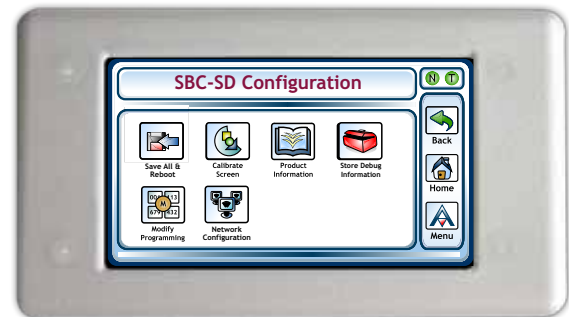 SBC-SD Configuration
N T
Save All &
Reboot
Calibrate
Screen
Product
Information
Store Debug
Information
Back
Home
Modify
Programming
Network
Configuration
Menu
M